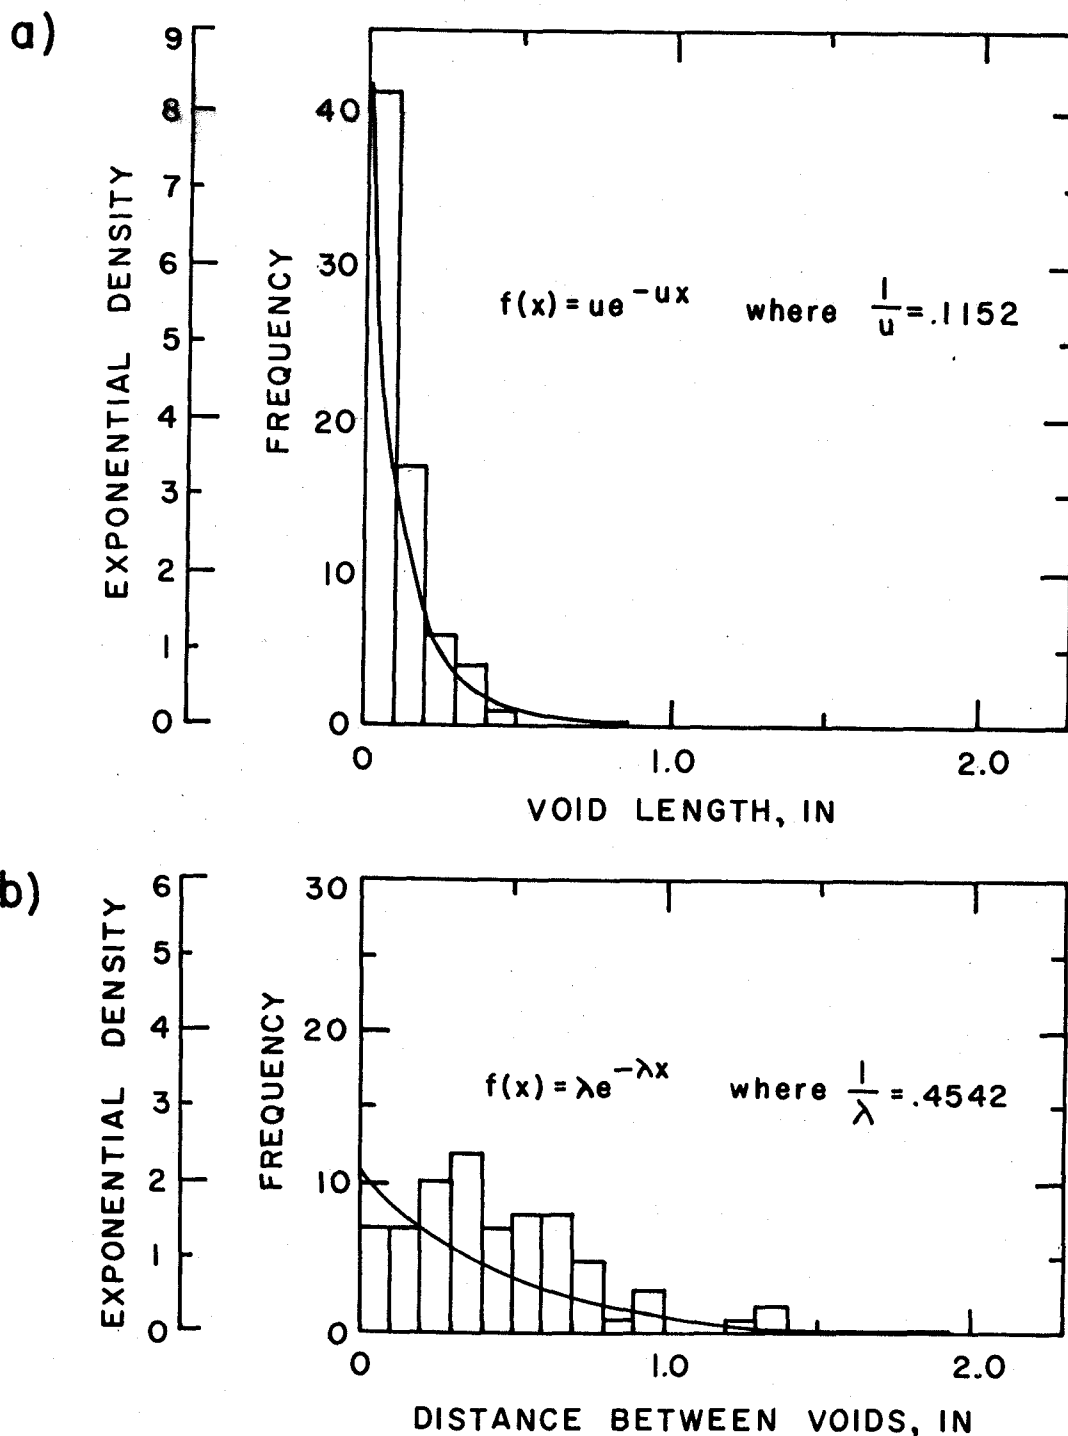 a)
EXPONENTIAL DENSITY
9
8
7
6
5
4
3
2
1
0
FREQUENCY
40
30
20
10
0
f(x) = ue^-ux where 1/u = .1152
0 1.0 2.0
VOID LENGTH, IN
b)
EXPONENTIAL DENSITY
6
5
4
3
2
1
0
FREQUENCY
30
20
10
0
f(x) = λe^-λx where 1/λ = .4542
0 1.0 2.0
DISTANCE BETWEEN VOIDS, IN